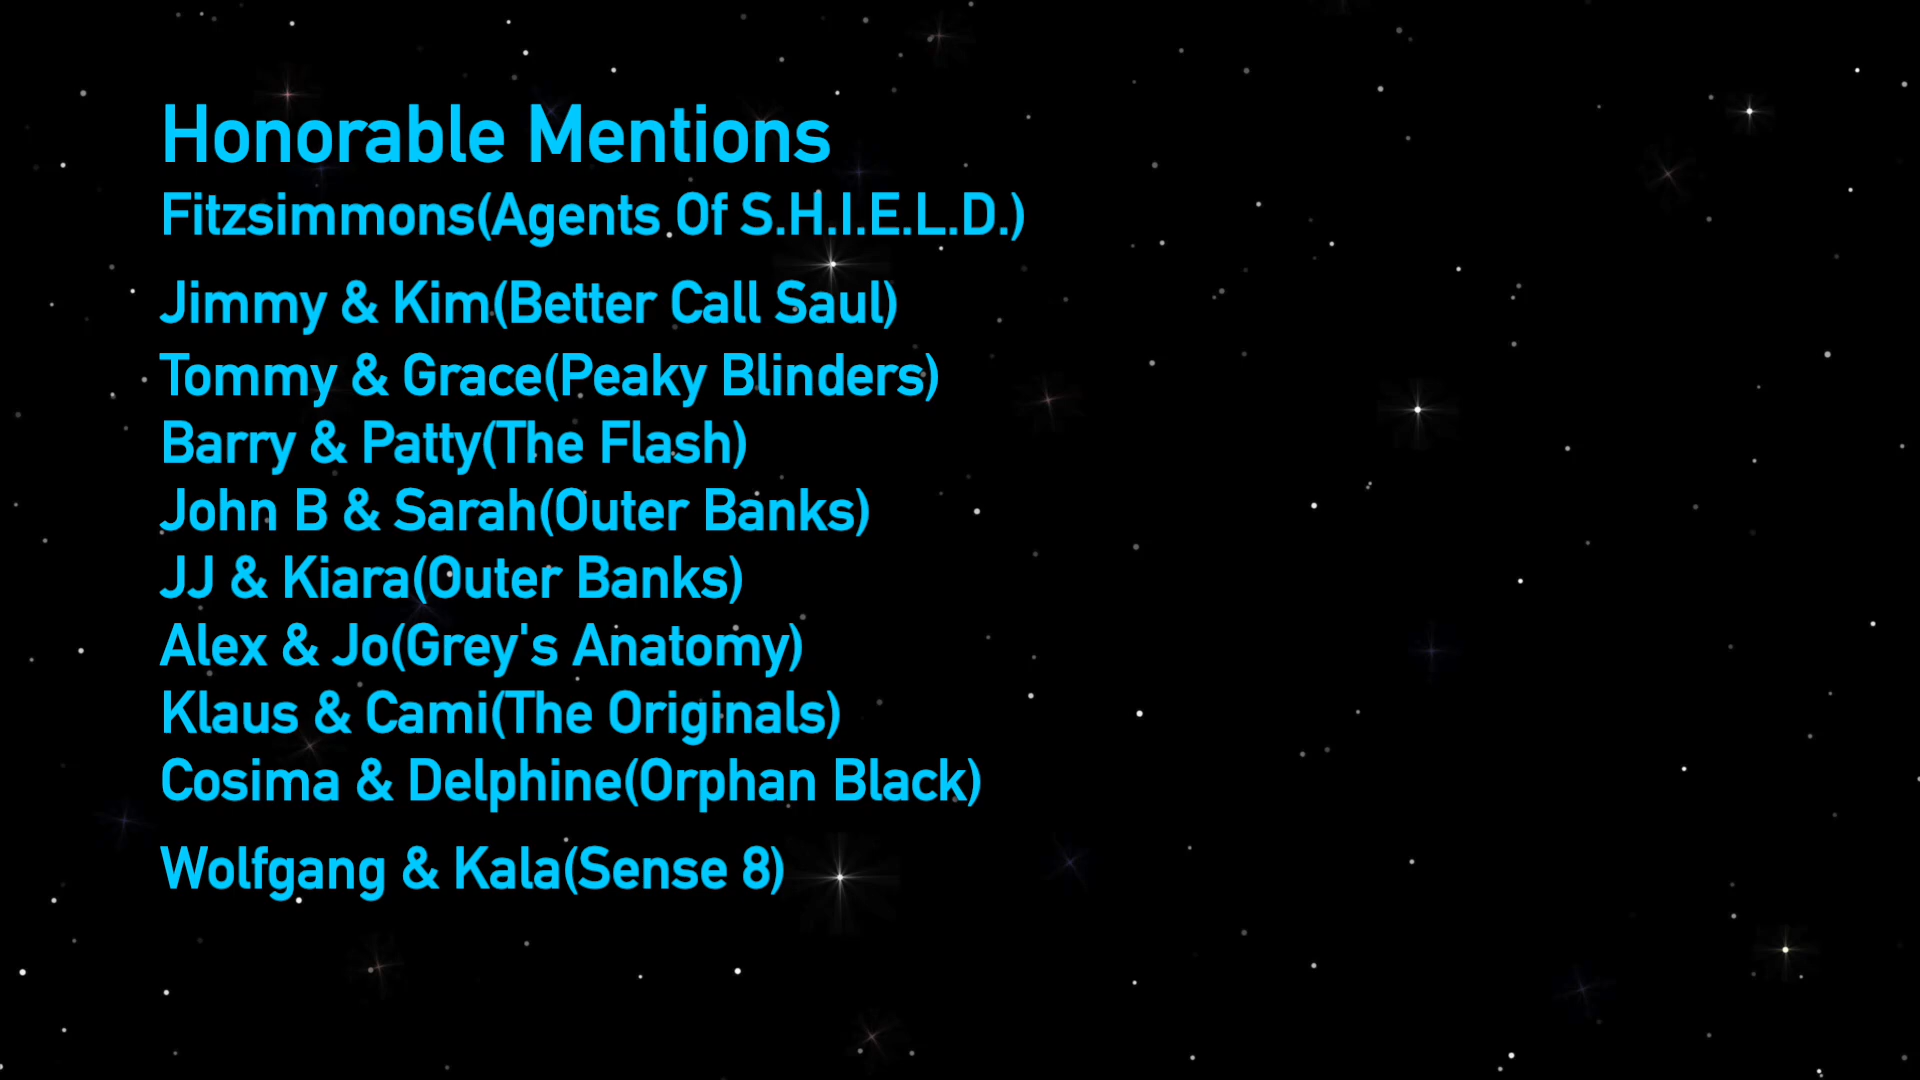 Honorable Mentions
Fitzsimmons(Agents Of S.H.I.E.L.D.)
Jimmy & Kim(Better Call Saul)
Tommy & Grace(Peaky Blinders)
Barry & Patty(The Flash)
John B & Sarah(Outer Banks)
JJ & Kiara(Outer Banks)
Alex & Jo(Grey's Anatomy)
Klaus & Cami(The Originals)
Cosima & Delphine(Orphan Black)
Wolfgang & Kala(Sense 8)